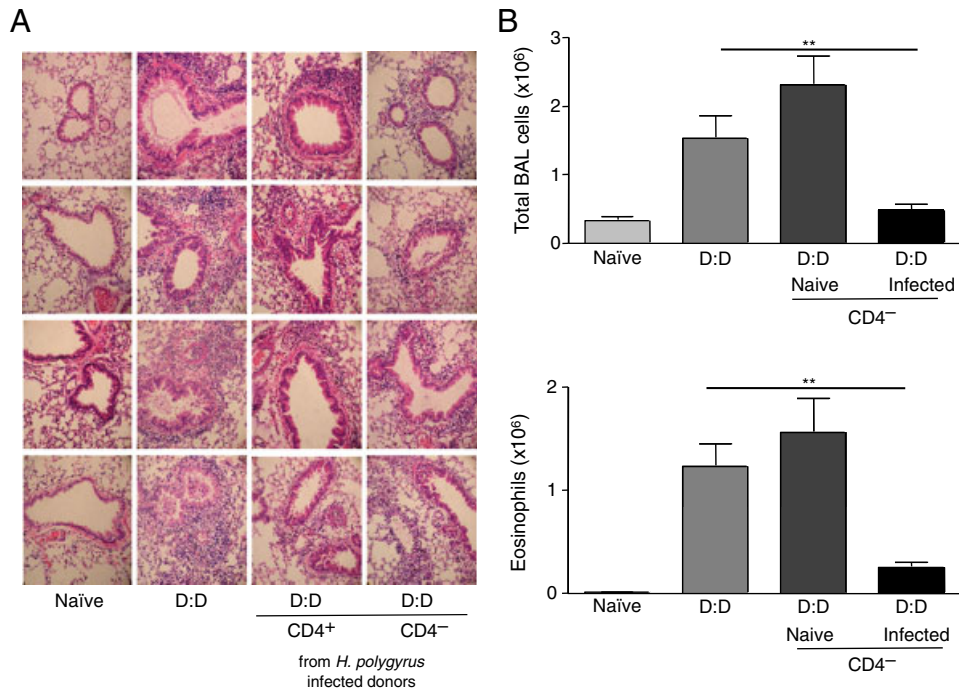 A
Naïve
D:D
D:D
D:D
CD4+
CD4–
from H. polygyrus
infected donors
B
Total BAL cells (x10⁶)
3
2
1
0
**
Naïve
D:D
D:D
D:D
Naive
Infected
CD4–
Eosinophils (x10⁶)
2
1
0
**
Naïve
D:D
D:D
D:D
Naive
Infected
CD4–